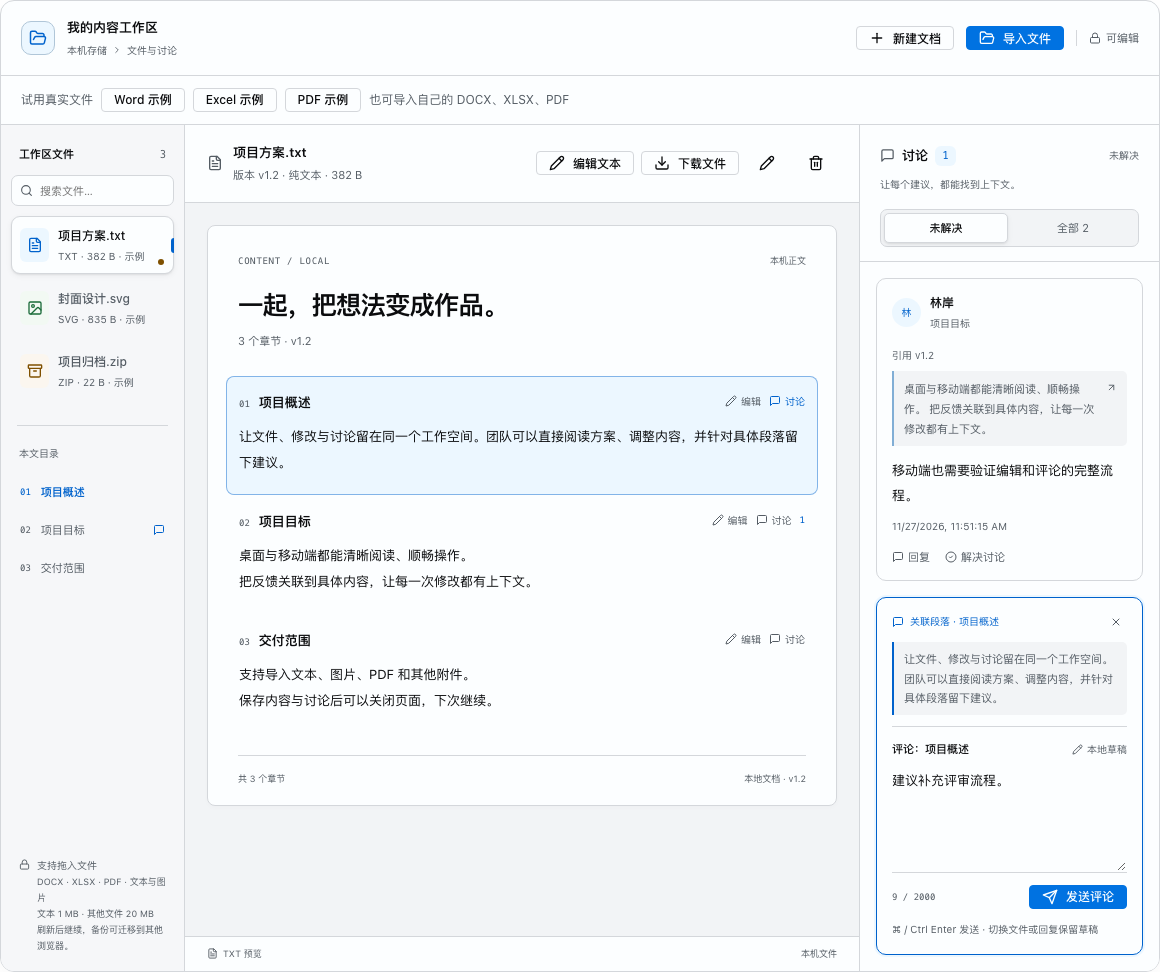 我的内容工作区
本机存储 > 文件与讨论
新建文档
导入文件
可编辑
试用真实文件
Word 示例
Excel 示例
PDF 示例
也可导入自己的 DOCX、XLSX、PDF
工作区文件
3
搜索文件...
项目方案.txt
TXT · 382 B · 示例
封面设计.svg
SVG · 835 B · 示例
项目归档.zip
ZIP · 22 B · 示例
本文目录
01 项目概述
02 项目目标
03 交付范围
支持拖入文件
DOCX · XLSX · PDF · 文本与图
片
文本 1 MB · 其他文件 20 MB
刷新后继续，备份可迁移到其他
浏览器。
项目方案.txt
版本 v1.2 · 纯文本 · 382 B
编辑文本
下载文件
CONTENT / LOCAL
本机正文
一起，把想法变成作品。
3 个章节 · v1.2
01 项目概述
编辑
讨论
让文件、修改与讨论留在同一个工作空间。团队可以直接阅读方案、调整内容，并针对具体段落留
下建议。
02 项目目标
编辑
讨论 1
桌面与移动端都能清晰阅读、顺畅操作。
把反馈关联到具体内容，让每一次修改都有上下文。
03 交付范围
编辑
讨论
支持导入文本、图片、PDF 和其他附件。
保存内容与讨论后可以关闭页面，下次继续。
共 3 个章节
本地文档 · v1.2
TXT 预览
本机文件
讨论 1
未解决
让每个建议，都能找到上下文。
未解决
全部 2
林
林岸
项目目标
引用 v1.2
桌面与移动端都能清晰阅读、顺畅操
作。 把反馈关联到具体内容，让每一次
修改都有上下文。
移动端也需要验证编辑和评论的完整流
程。
11/27/2026, 11:51:15 AM
回复
解决讨论
关联段落 · 项目概述
让文件、修改与讨论留在同一个工作空间。
团队可以直接阅读方案、调整内容，并针对
具体段落留下建议。
评论：项目概述
本地草稿
建议补充评审流程。
9 / 2000
发送评论
⌘ / Ctrl Enter 发送 · 切换文件或回复保留草稿